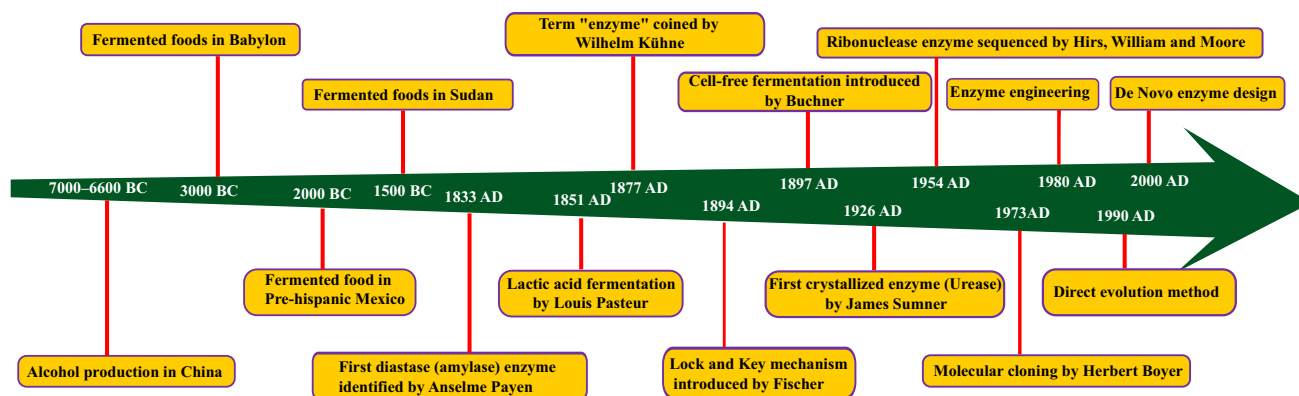 Fermented foods in Babylon
Fermented foods in Sudan
Term "enzyme" coined by
Wilhelm Kühne
Cell-free fermentation introduced
by Buchner
Ribonuclease enzyme sequenced by Hirs, William and Moore
Enzyme engineering
De Novo enzyme design
7000–6600 BC
3000 BC
2000 BC
1500 BC
1833 AD
1851 AD
1877 AD
1894 AD
1897 AD
1926 AD
1954 AD
1973AD
1980 AD
1990 AD
2000 AD
Alcohol production in China
Fermented food in
Pre-hispanic Mexico
First diastase (amylase) enzyme
identified by Anselme Payen
Lactic acid fermentation
by Louis Pasteur
Lock and Key mechanism
introduced by Fischer
First crystallized enzyme (Urease)
by James Sumner
Molecular cloning by Herbert Boyer
Direct evolution method